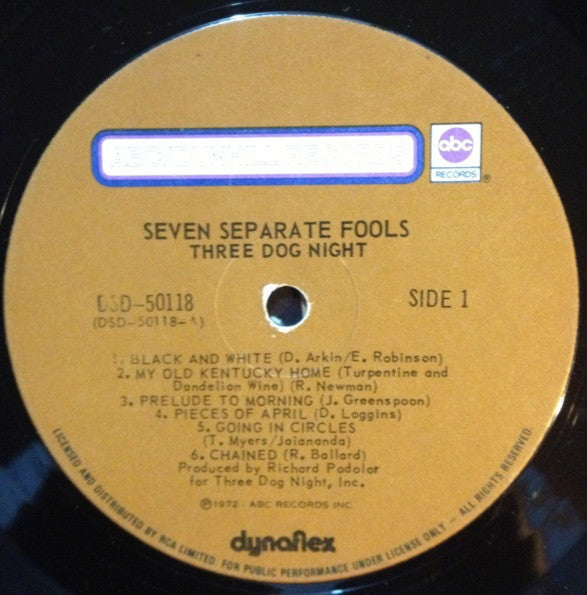 ABC/DUNHILL RECORDS
abc
RECORDS®
SEVEN SEPARATE FOOLS
THREE DOG NIGHT
DSD-50118
(DSD-50118-A)
SIDE 1
1. BLACK AND WHITE (D. Arkin/E. Robinson)
2. MY OLD KENTUCKY HOME (Turpentine and
Dandelion Wine) (R. Newman)
3. PRELUDE TO MORNING (J. Greenspoon)
4. PIECES OF APRIL (D. Loggins)
5. GOING IN CIRCLES
(T. Myers/Jaiananda)
6. CHAINED (R. Ballard)
Produced by Richard Podolor
for Three Dog Night, Inc.
℗1972 - ABC RECORDS INC.
dynaflex
LICENSED AND DISTRIBUTED BY RCA LIMITED. FOR PUBLIC PERFORMANCE UNDER LICENSE ONLY - ALL RIGHTS RESERVED.